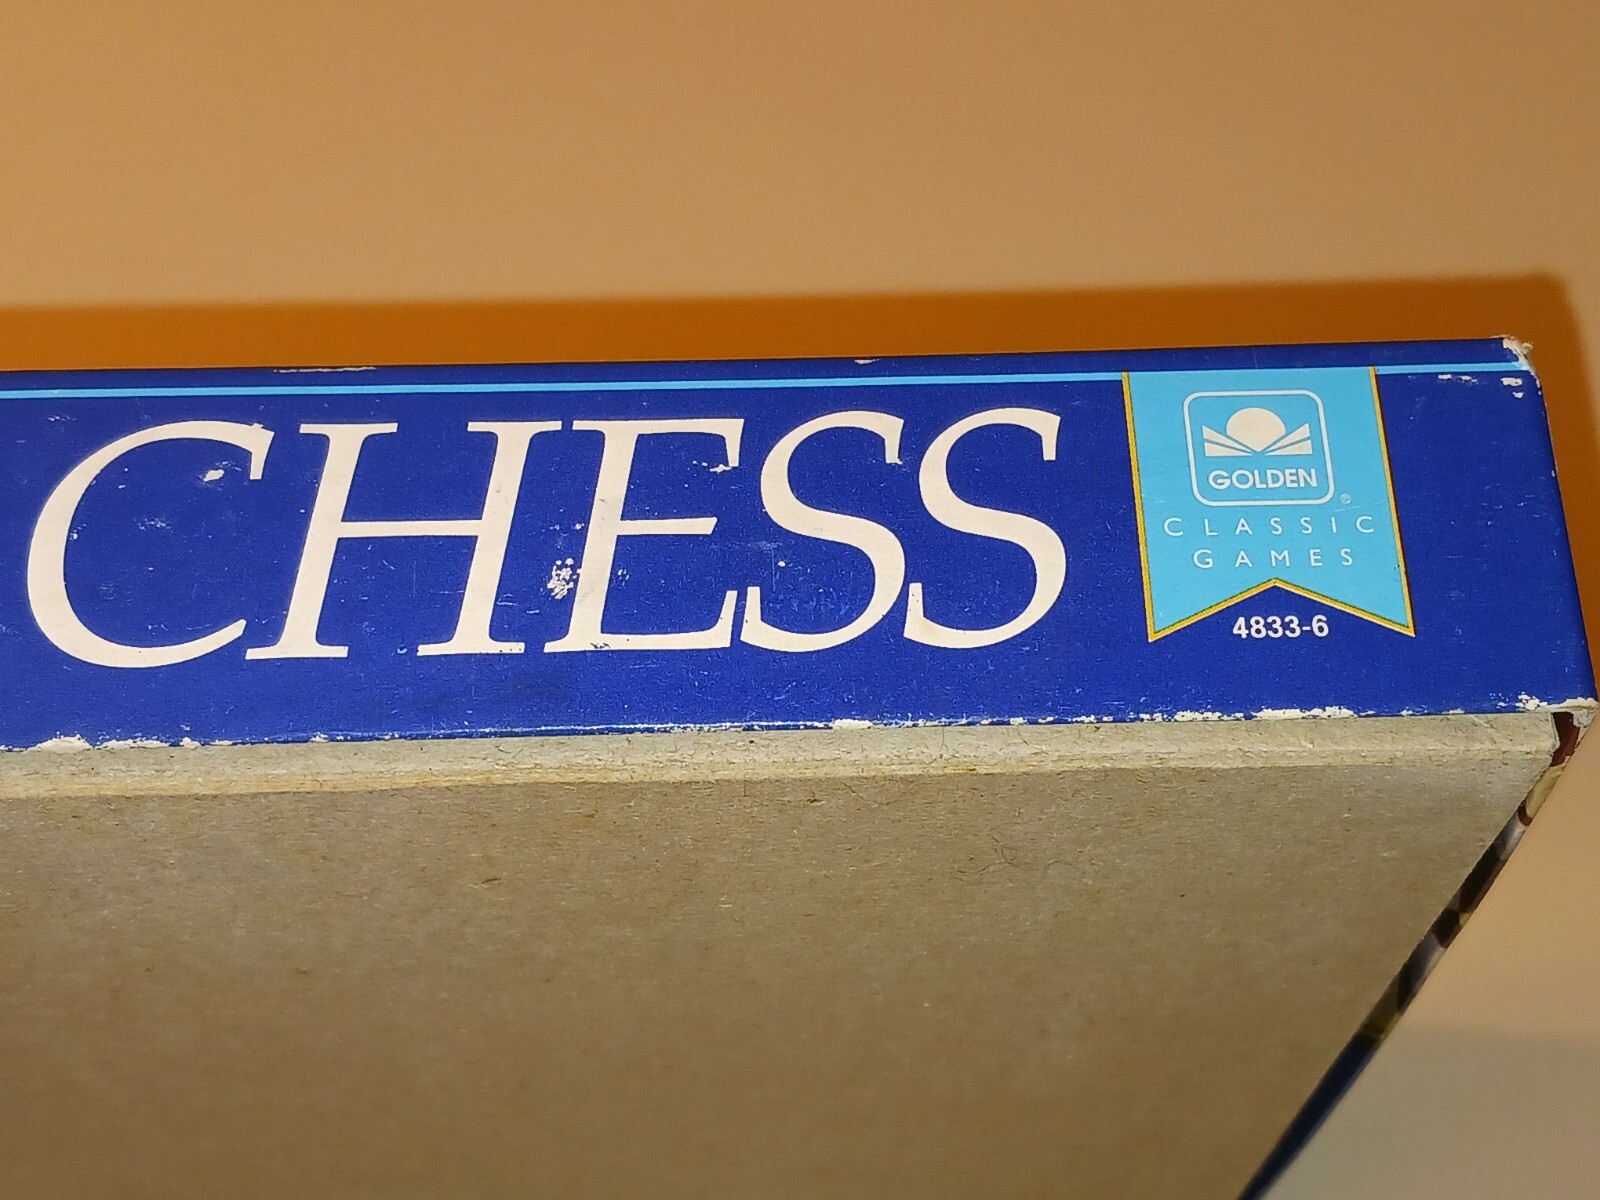 CHESS
GOLDEN®
CLASSIC
GAMES
4833-6